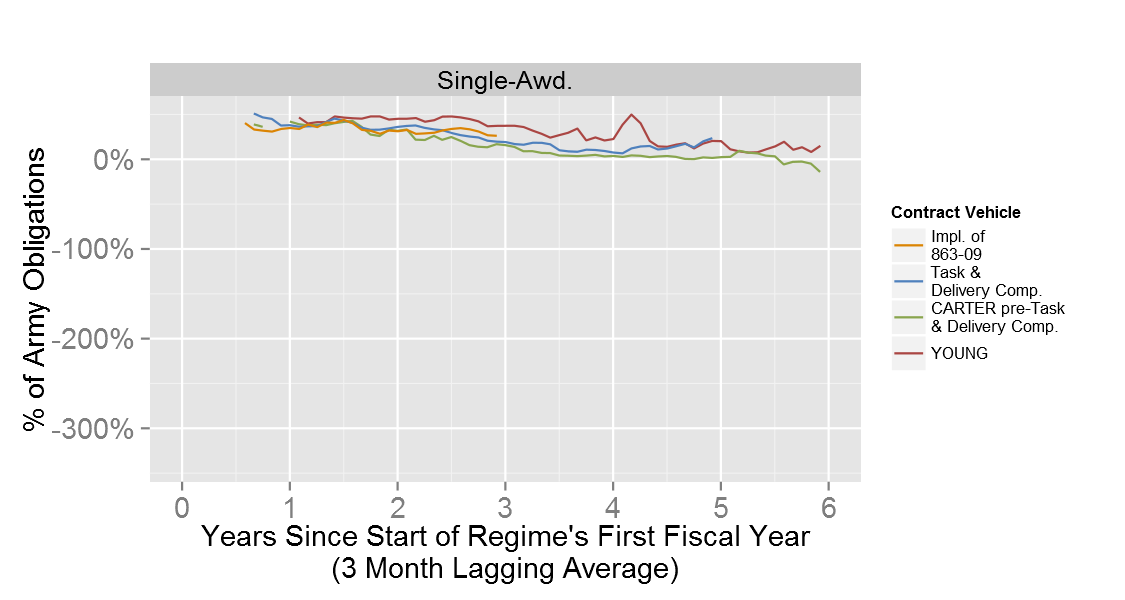 Single-Awd.
% of Army Obligations
0%
-100%
-200%
-300%
0 1 2 3 4 5 6
Years Since Start of Regime's First Fiscal Year
(3 Month Lagging Average)
Contract Vehicle
Impl. of
863-09
Task &
Delivery Comp.
CARTER pre-Task
& Delivery Comp.
YOUNG